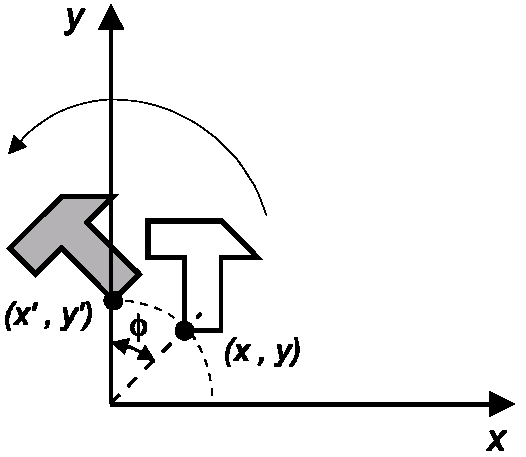 y
(x' , y')
ϕ
(x , y)
x